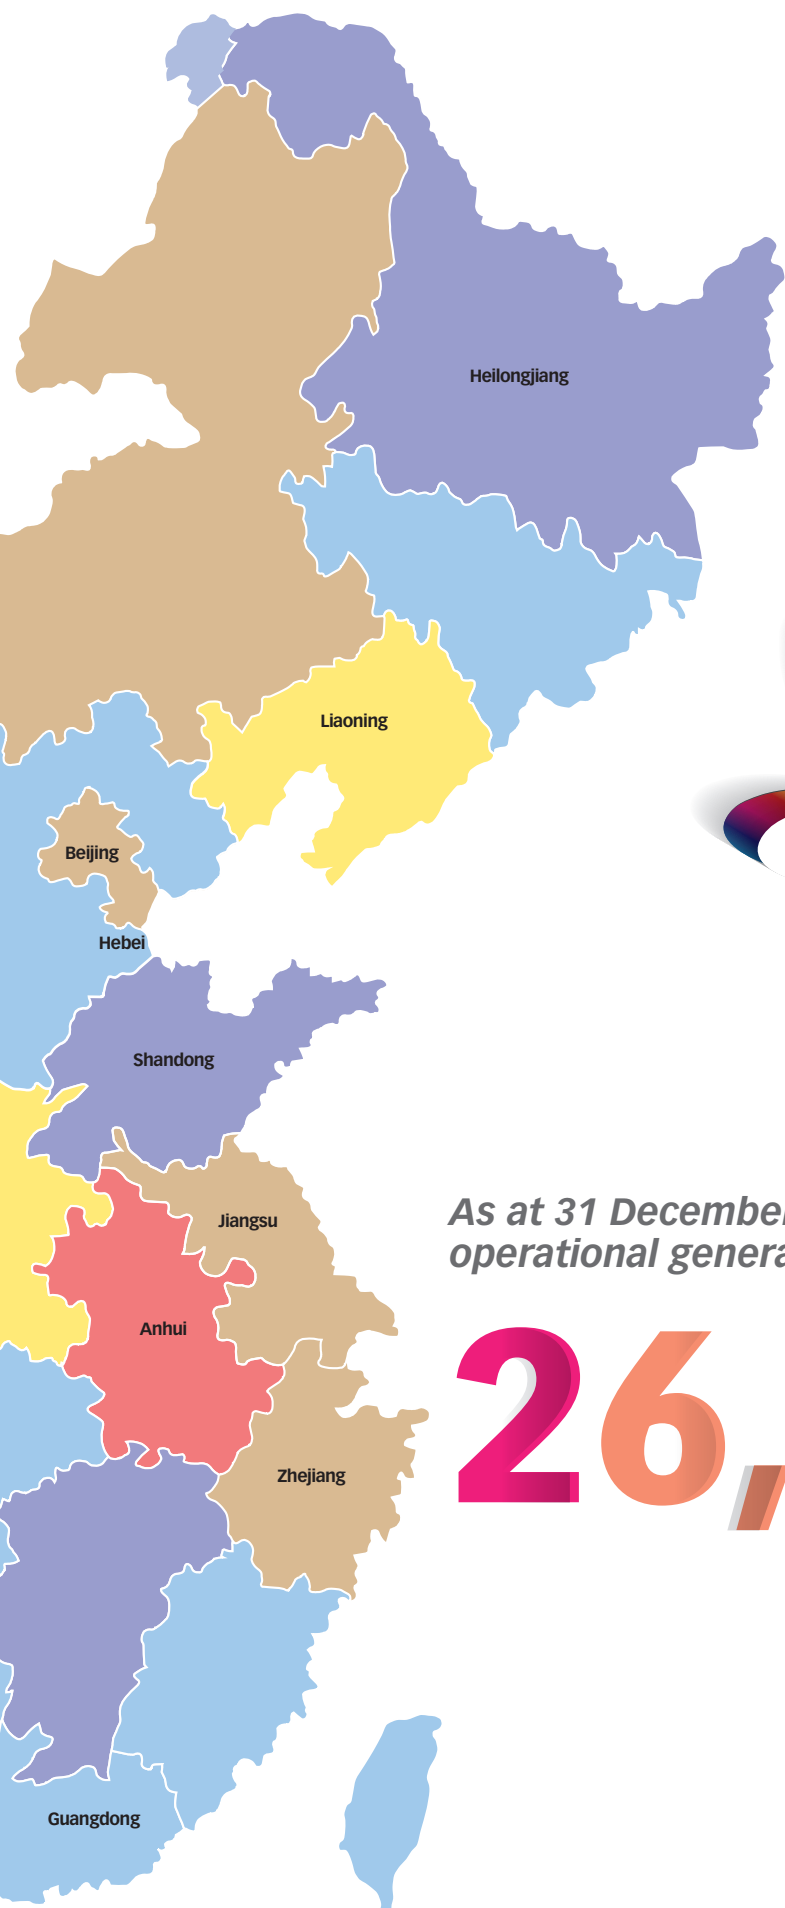 Heilongjiang
Liaoning
Beijing
Hebei
Shandong
Jiangsu
As at 31 December
operational genera
Anhui
26,
Zhejiang
Guangdong